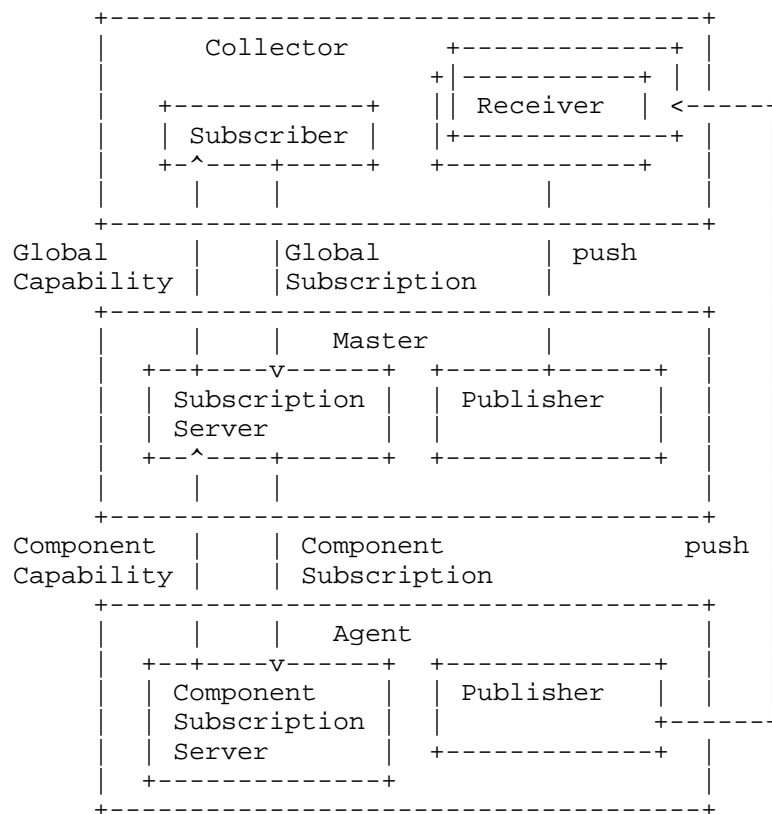 Collector
Receiver
Subscriber
Global Global push
Capability Subscription
Master
Subscription Publisher
Server
Component Component push
Capability Subscription
Agent
Component Publisher
Subscription
Server